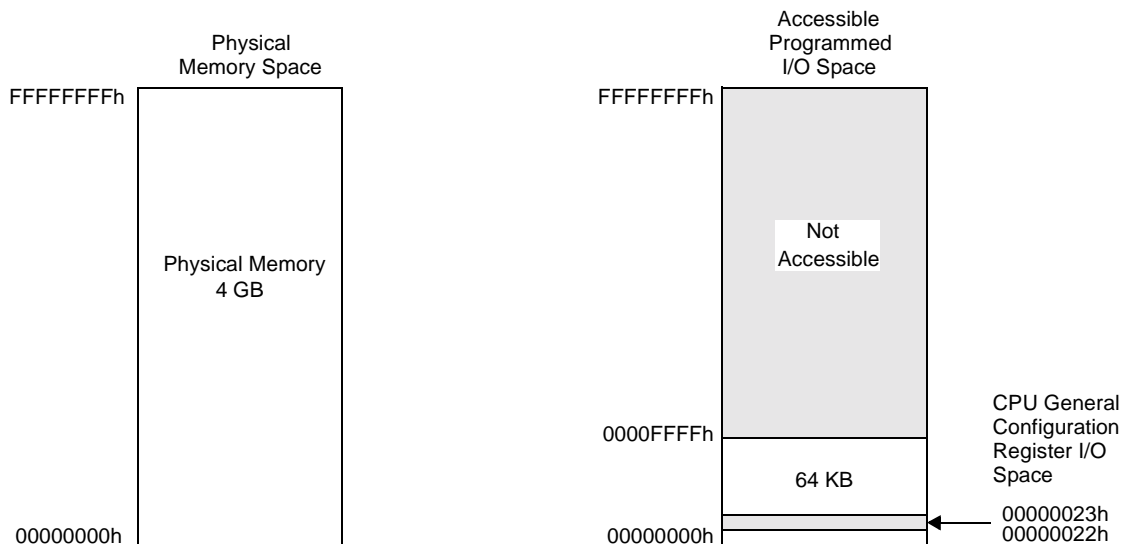 Physical
Memory Space
FFFFFFFFh
Physical Memory
4 GB
00000000h
Accessible
Programmed
I/O Space
FFFFFFFFh
Not
Accessible
0000FFFFh
64 KB
00000000h
CPU General
Configuration
Register I/O
Space
00000023h
00000022h